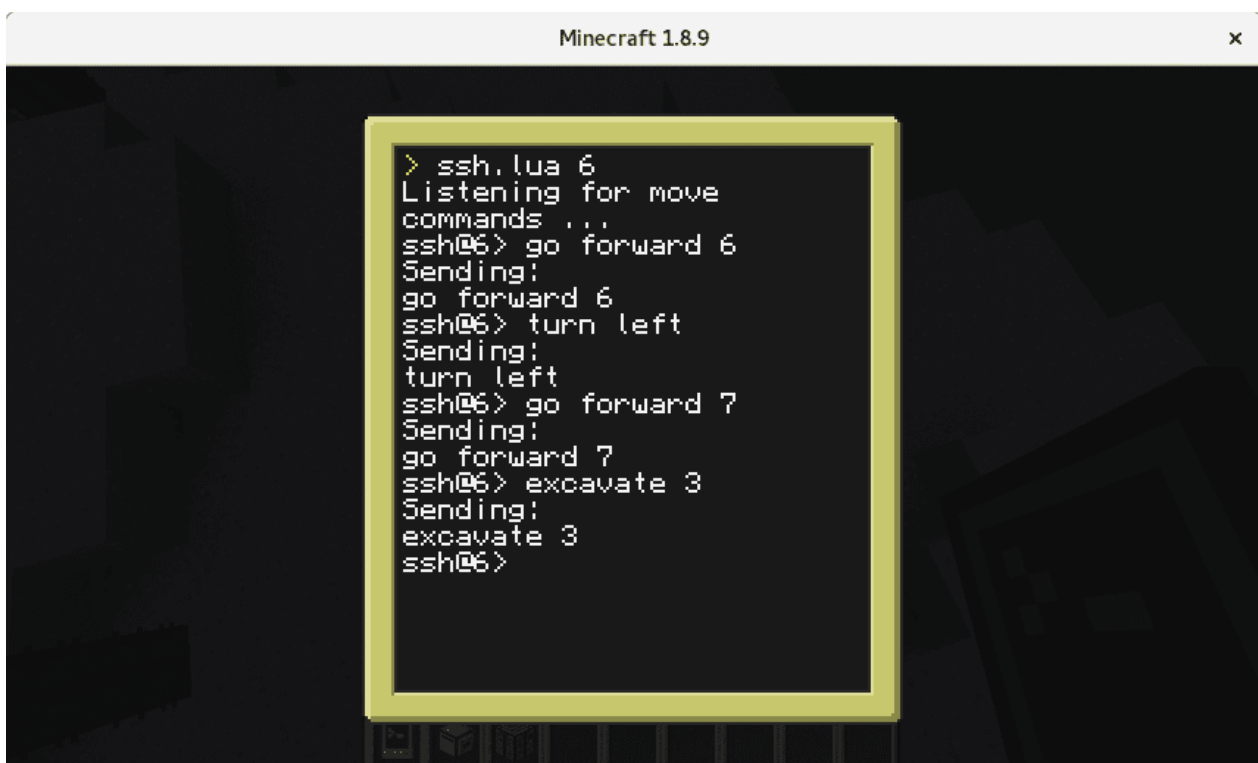 Minecraft 1.8.9
×
> ssh.lua 6
Listening for move
commands ...
ssh@6> go forward 6
Sending:
go forward 6
ssh@6> turn left
Sending:
turn left
ssh@6> go forward 7
Sending:
go forward 7
ssh@6> excavate 3
Sending:
excavate 3
ssh@6>